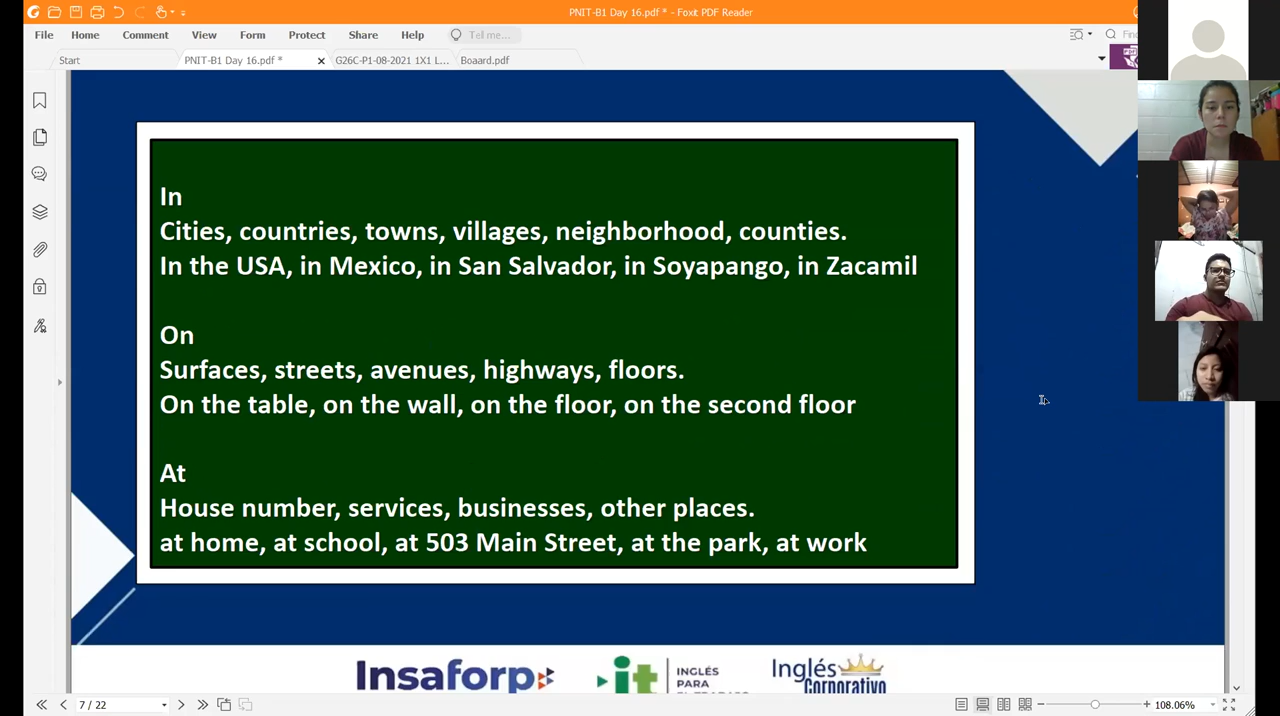 PNIT-B1 Day 16.pdf * - Foxit PDF Reader
File Home Comment View Form Protect Share Help Tell me...
Start PNIT-B1 Day 16.pdf * G26C-P1-08-2021 1X1 L... Boaard.pdf
In
Cities, countries, towns, villages, neighborhood, counties.
In the USA, in Mexico, in San Salvador, in Soyapango, in Zacamil
On
Surfaces, streets, avenues, highways, floors.
On the table, on the wall, on the floor, on the second floor
At
House number, services, businesses, other places.
at home, at school, at 503 Main Street, at the park, at work
Insaforp
it
INGLÉS
PARA
Inglés
Corporativo
7 / 22
108.06%